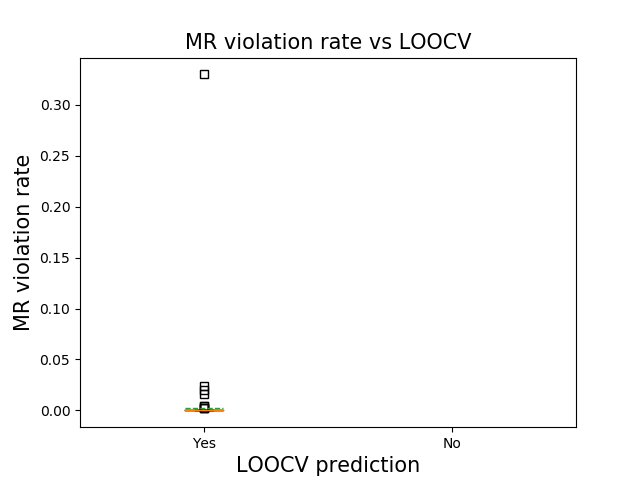 MR violation rate vs LOOCV
MR violation rate
0.30
0.25
0.20
0.15
0.10
0.05
0.00
Yes
No
LOOCV prediction